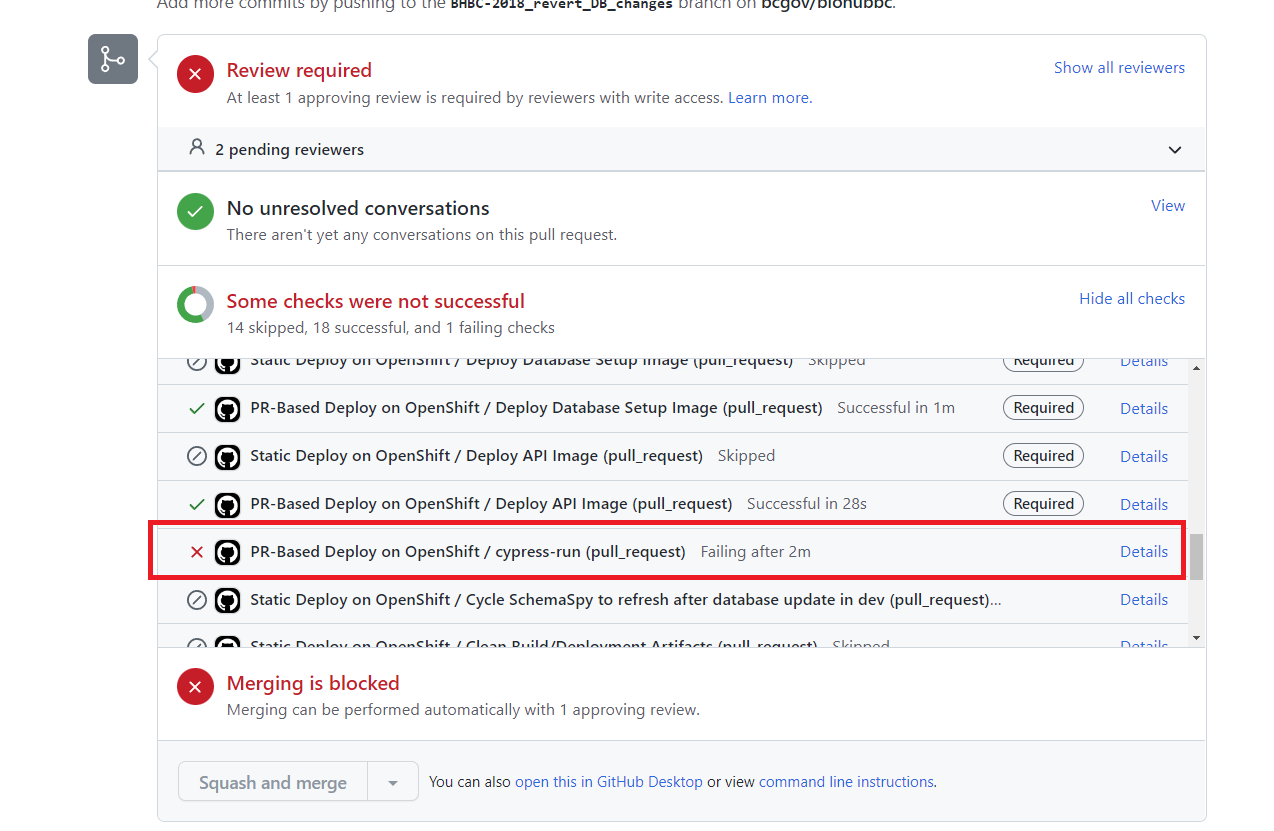 Add more commits by pushing to the BHBC-2018_revert_DB_changes branch on bcgov/biohubbc.
Review required
Show all reviewers
At least 1 approving review is required by reviewers with write access. Learn more.
2 pending reviewers
No unresolved conversations
View
There aren't yet any conversations on this pull request.
Some checks were not successful
Hide all checks
14 skipped, 18 successful, and 1 failing checks
Static Deploy on OpenShift / Deploy Database Setup Image (pull_request) Skipped Required Details
PR-Based Deploy on OpenShift / Deploy Database Setup Image (pull_request) Successful in 1m Required Details
Static Deploy on OpenShift / Deploy API Image (pull_request) Skipped Required Details
PR-Based Deploy on OpenShift / Deploy API Image (pull_request) Successful in 28s Required Details
PR-Based Deploy on OpenShift / cypress-run (pull_request) Failing after 2m Details
Static Deploy on OpenShift / Cycle SchemaSpy to refresh after database update in dev (pull_request)... Details
Static Deploy on OpenShift / Clean Build/Deployment Artifacts (pull_request) Skipped Details
Merging is blocked
Merging can be performed automatically with 1 approving review.
Squash and merge
You can also open this in GitHub Desktop or view command line instructions.